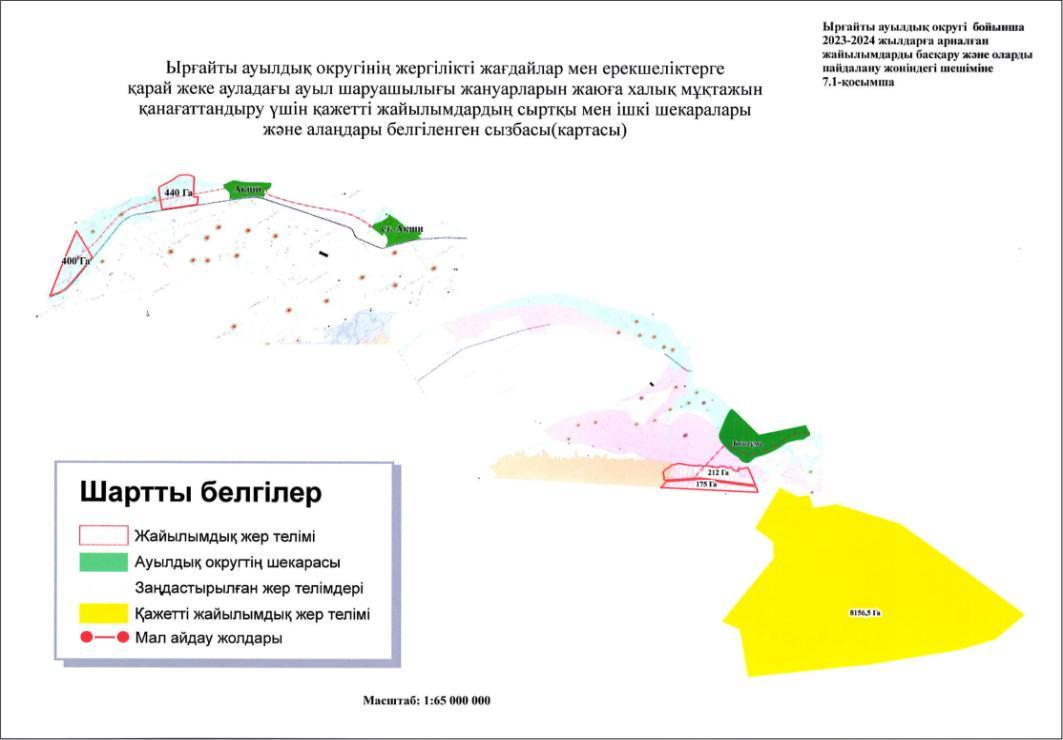 Ырғайты ауылдық округі бойынша
2023-2024 жылдарға арналған
жайылымдарды басқару және оларды
пайдалану жөніндегі шешіміне
7.1-қосымша
Ырғайты ауылдық округінің жергілікті жағдайлар мен ерекшеліктерге
қарай жеке ауладағы ауыл шаруашылығы жануарларын жаюға халық мұқтажын
қанағаттандыру үшін қажетті жайылымдардың сыртқы мен ішкі шекаралары
және алаңдары белгіленген сызбасы(картасы)
440 Га
Акши
ст. Акши
400 Га
212 Га
175 Га
8156,5 Га
Шартты белгілер
Жайылымдық жер телімі
Ауылдық округтің шекарасы
Заңдастырылған жер телімдері
Қажетті жайылымдық жер телімі
Мал айдау жолдары
Масштаб: 1:65 000 000